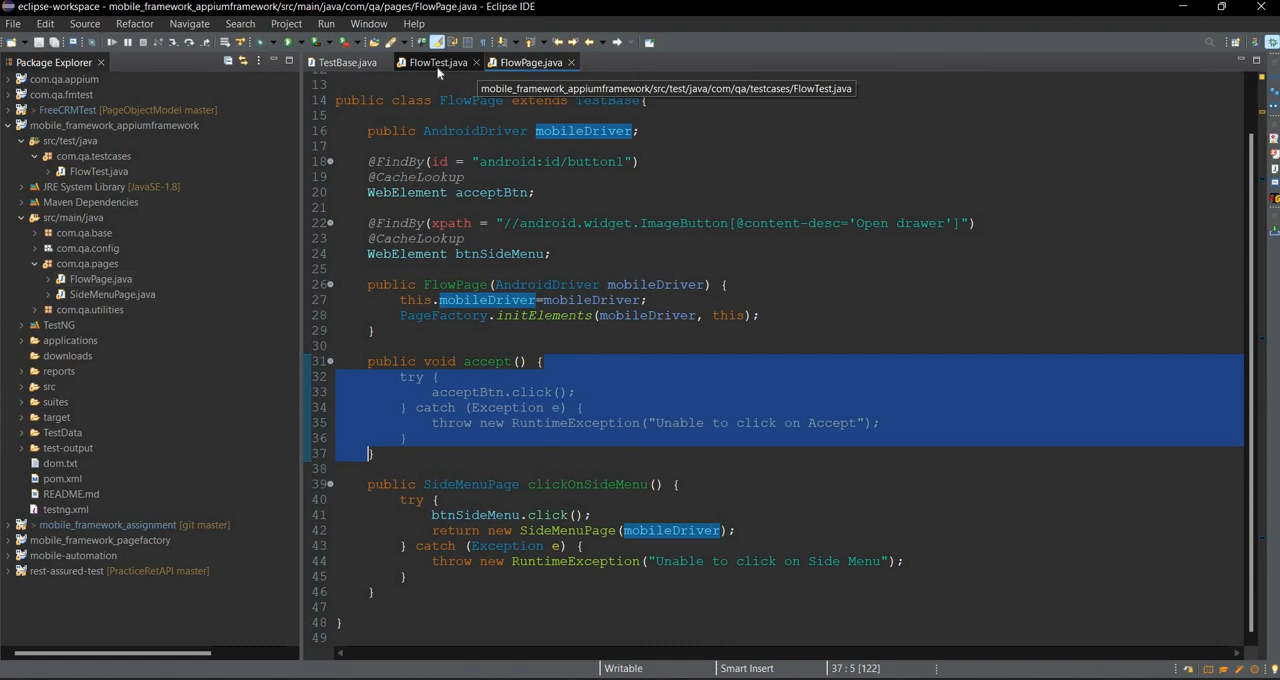 eclipse-workspace - mobile_framework_appiumframework/src/main/java/com/qa/pages/FlowPage.java - Eclipse IDE
File Edit Source Refactor Navigate Search Project Run Window Help
Package Explorer
TestBase.java FlowTest.java FlowPage.java
com.qa.appium
com.qa.fmtest
> FreeCRMTest [PageObjectModel master]
mobile_framework_appiumframework
src/test/java
com.qa.testcases
FlowTest.java
JRE System Library [JavaSE-1.8]
Maven Dependencies
src/main/java
com.qa.base
com.qa.config
com.qa.pages
FlowPage.java
SideMenuPage.java
com.qa.utilities
TestNG
applications
downloads
reports
src
suites
target
TestData
test-output
dom.txt
pom.xml
README.md
testng.xml
> mobile_framework_assignment [git master]
mobile_framework_pagefactory
mobile-automation
rest-assured-test [PracticeRetAPI master]
mobile_framework_appiumframework/src/test/java/com/qa/testcases/FlowTest.java
13
14 public class FlowPage extends TestBase{
15
16 public AndroidDriver mobileDriver;
17
18 @FindBy(id = "android:id/button1")
19 @CacheLookup
20 WebElement acceptBtn;
21
22 @FindBy(xpath = "//android.widget.ImageButton[@content-desc='Open drawer']")
23 @CacheLookup
24 WebElement btnSideMenu;
25
26 public FlowPage(AndroidDriver mobileDriver) {
27 this.mobileDriver=mobileDriver;
28 PageFactory.initElements(mobileDriver, this);
29 }
30
31 public void accept() {
32 try {
33 acceptBtn.click();
34 } catch (Exception e) {
35 throw new RuntimeException("Unable to click on Accept");
36 }
37 }
38
39 public SideMenuPage clickOnSideMenu() {
40 try {
41 btnSideMenu.click();
42 return new SideMenuPage(mobileDriver);
43 } catch (Exception e) {
44 throw new RuntimeException("Unable to click on Side Menu");
45 }
46 }
47
48 }
49
Writable Smart Insert 37 : 5 [122]